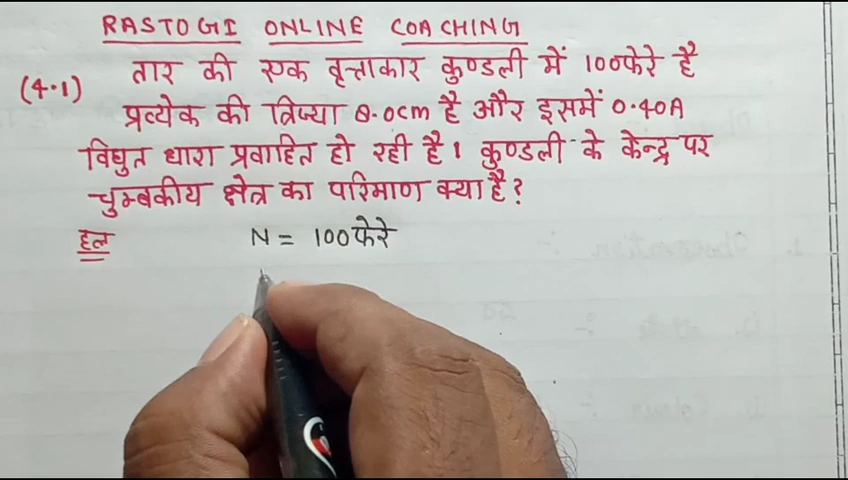 RASTOGI ONLINE COACHING
(4.1) तार की एक वृत्ताकार कुण्डली में 100 फेरे है
प्रत्येक की त्रिज्या 8.0cm है और इसमें 0.40A
विधुत धारा प्रवाहित हो रही है। कुण्डली के केन्द्र पर
चुम्बकीय क्षेत्र का परिमाण क्या है?
हल N = 100 फेरे